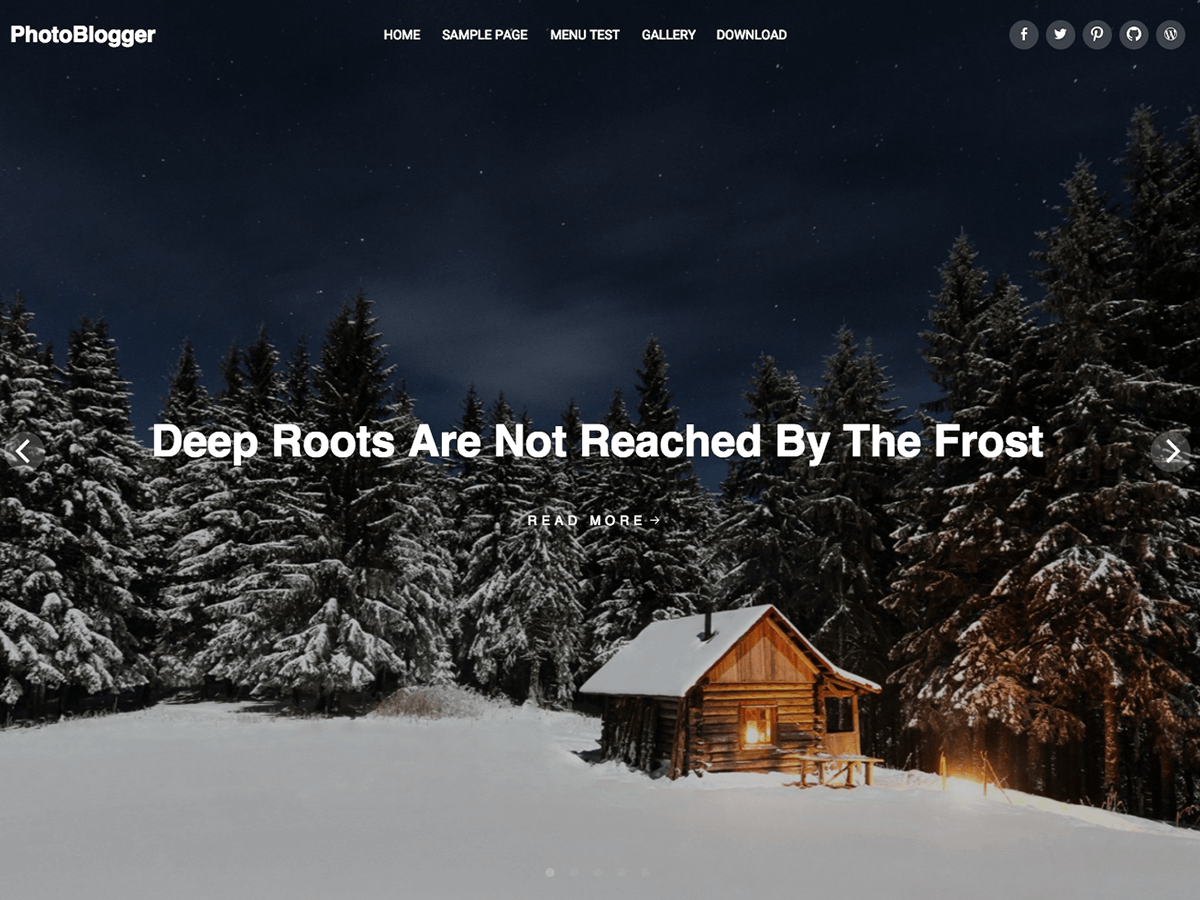 PhotoBlogger
HOME SAMPLE PAGE MENU TEST GALLERY DOWNLOAD
Deep Roots Are Not Reached By The Frost
READ MORE→